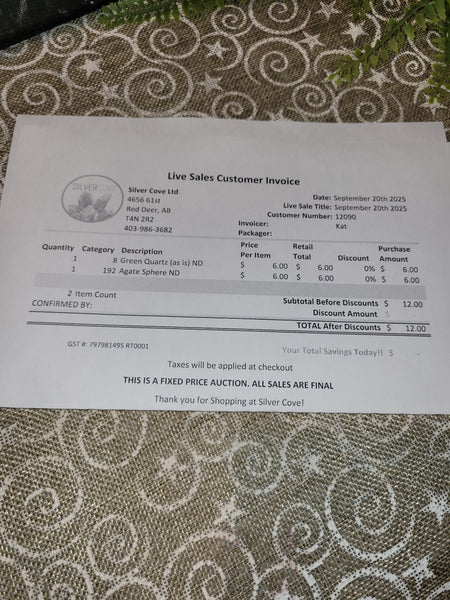 Live Sales Customer Invoice
SILVERCOVE
Silver Cove Ltd
4656 61st
Red Deer, AB
T4N 2R2
403-986-3682
Date: September 20th 2025
Live Sale Title: September 20th 2025
Customer Number: 12090
Invoicer: Kat
Packager:
Quantity Category Description Price Per Item Retail Total Discount Purchase Amount
1 8 Green Quartz (as is) ND $ 6.00 $ 6.00 0% $ 6.00
1 192 Agate Sphere ND $ 6.00 $ 6.00 0% $ 6.00
2 Item Count Subtotal Before Discounts $ 12.00
CONFIRMED BY: Discount Amount $
TOTAL After Discounts $ 12.00
GST #: 797981495 RT0001
Your Total Savings Today!! $ -
Taxes will be applied at checkout
THIS IS A FIXED PRICE AUCTION. ALL SALES ARE FINAL
Thank you for Shopping at Silver Cove!